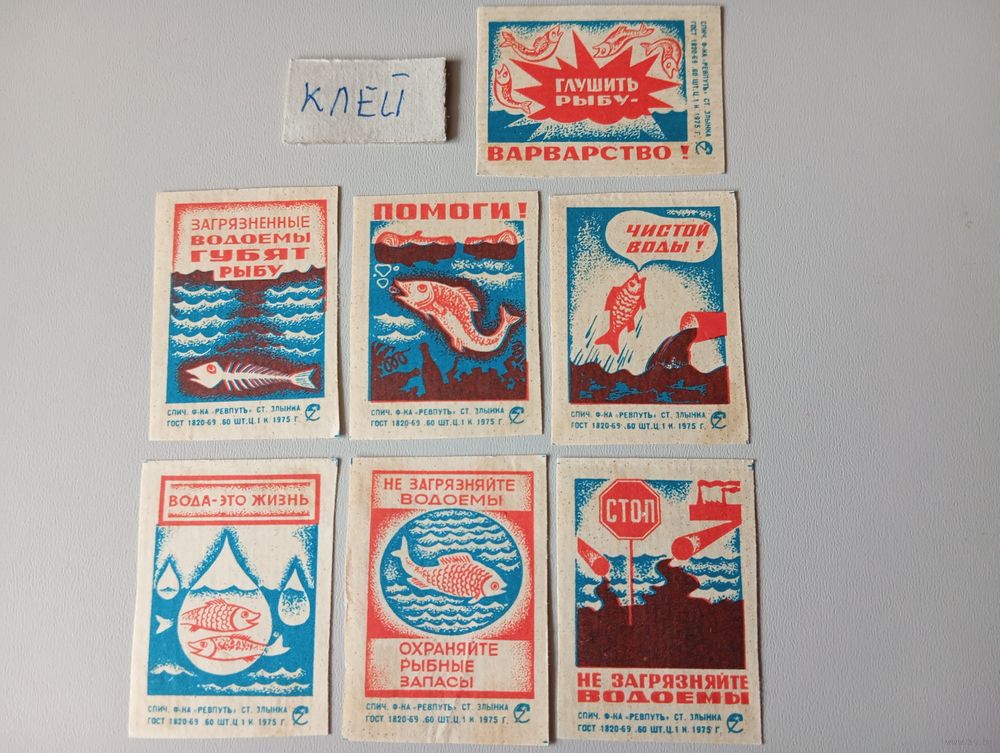 КЛЕЙ
ГЛУШИТЬ
РЫБУ-
ВАРВАРСТВО!
СПИЧ. Ф-КА «РЕВПУТЬ» СТ. ЗЛЫНКА
ГОСТ 1820-69 .60 ШТ.Ц.1 К. 1975 Г.
ЗАГРЯЗНЕННЫЕ
ВОДОЕМЫ
ГУБЯТ
РЫБУ
СПИЧ. Ф-КА «РЕВПУТЬ» СТ. ЗЛЫНКА
ГОСТ 1820-69 .60 ШТ.Ц.1 К. 1975 Г.
ПОМОГИ!
СПИЧ. Ф-КА «РЕВПУТЬ» СТ. ЗЛЫНКА
ГОСТ 1820-69 .60 ШТ.Ц.1 К. 1975 Г.
ЧИСТОЙ
ВОДЫ!
СПИЧ. Ф-КА «РЕВПУТЬ» СТ. ЗЛЫНКА
ГОСТ 1820-69 .60 ШТ.Ц.1 К. 1975 Г.
ВОДА-ЭТО ЖИЗНЬ
СПИЧ. Ф-КА «РЕВПУТЬ» СТ. ЗЛЫНКА
ГОСТ 1820-69 .60 ШТ.Ц.1 К 1975 Г.
НЕ ЗАГРЯЗНЯЙТЕ
ВОДОЕМЫ
ОХРАНЯЙТЕ
РЫБНЫЕ
ЗАПАСЫ
СПИЧ. Ф-КА «РЕВПУТЬ» СТ. ЗЛЫНКА
ГОСТ 1820-69 .60 ШТ.Ц.1 К 1975 Г.
СТОП
НЕ ЗАГРЯЗНЯЙТЕ
ВОДОЕМЫ
СПИЧ. Ф-КА «РЕВПУТЬ» СТ. ЗЛЫНКА
ГОСТ 1820-69 .60 ШТ.Ц.1 К 1975 Г.